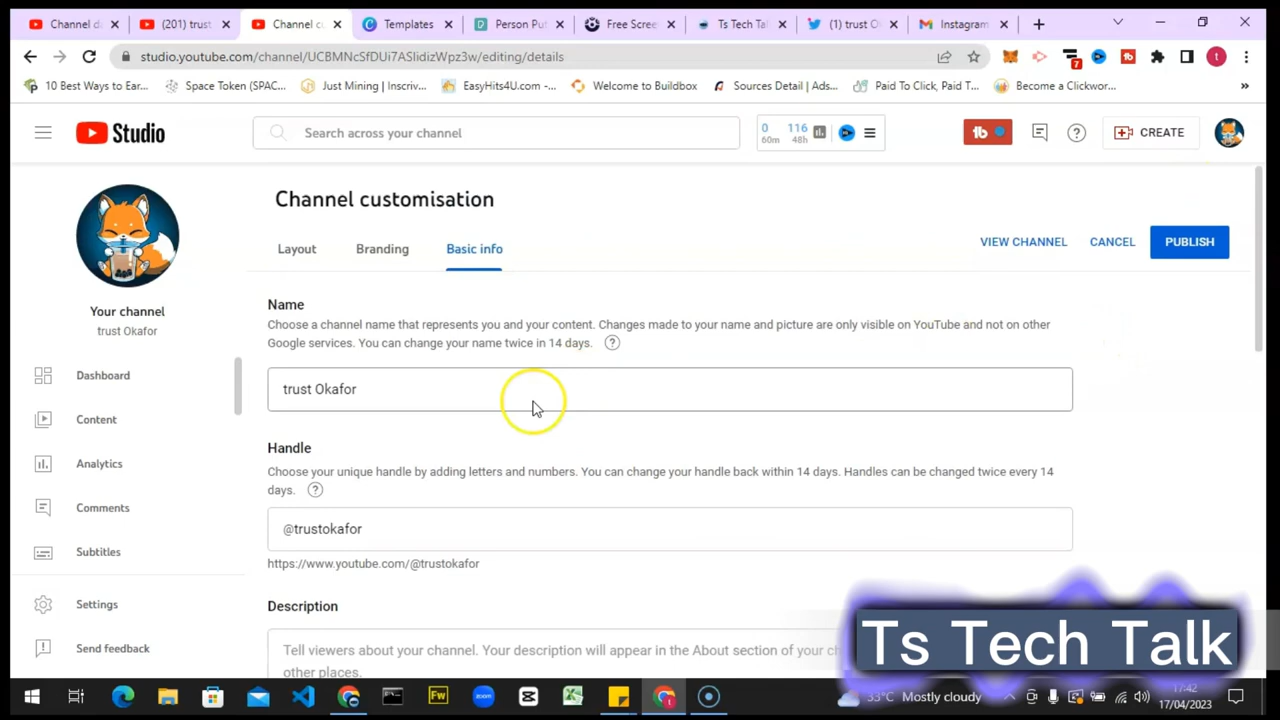 Channel c
(201) trust
Channel c
Templates
Person Pu
Free Scree
Ts Tech Ta
(1) trust O
Instagram
studio.youtube.com/channel/UCBMNcSfDUi7ASlidizWpz3w/editing/details
7
t
10 Best Ways to Ear...
Space Token (SPAC...
Just Mining | Inscriv...
EasyHits4U.com -...
Welcome to Buildbox
Sources Detail | Ads...
Paid To Click, Paid T...
Become a Clickwor...
»
Studio
Search across your channel
0 116
60m 48h
tb
CREATE
Channel customisation
Layout
Branding
Basic info
VIEW CHANNEL
CANCEL
PUBLISH
Your channel
trust Okafor
Dashboard
Content
Analytics
Comments
Subtitles
Settings
Send feedback
Name
Choose a channel name that represents you and your content. Changes made to your name and picture are only visible on YouTube and not on other
Google services. You can change your name twice in 14 days.
trust Okafor
Handle
Choose your unique handle by adding letters and numbers. You can change your handle back within 14 days. Handles can be changed twice every 14
days.
@trustokafor
https://www.youtube.com/@trustokafor
Description
Tell viewers about your channel. Your description will appear in the About section of your
other places.
Ts Tech Talk
Fw
zoom
33°C Mostly cloudy
17:42
17/04/2023